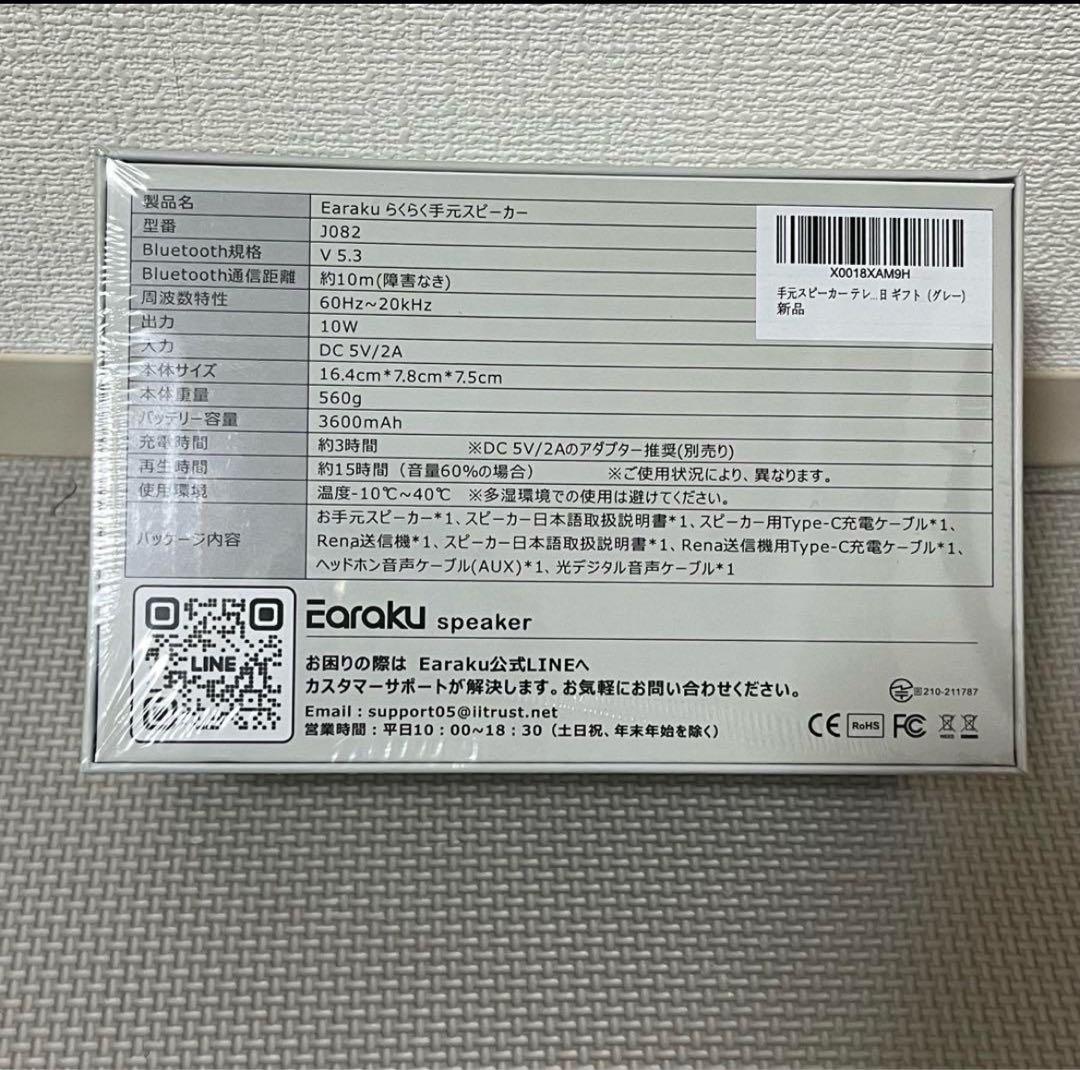 製品名 Earaku らくらく手元スピーカー
型番 J082
Bluetooth規格 V 5.3
Bluetooth通信距離 約10m(障害なき)
周波数特性 60Hz~20kHz
出力 10W
入力 DC 5V/2A
本体サイズ 16.4cm*7.8cm*7.5cm
本体重量 560g
バッテリー容量 3600mAh
充電時間 約3時間 ※DC 5V/2Aのアダプター推奨(別売り)
再生時間 約15時間（音量60%の場合） ※ご使用状況により、異なります。
使用環境 温度-10℃~40℃ ※多湿環境での使用は避けてください。
パッケージ内容
お手元スピーカー*1、スピーカー日本語取扱説明書*1、スピーカー用Type-C充電ケーブル*1、
Rena送信機*1、スピーカー日本語取扱説明書*1、Rena送信機用Type-C充電ケーブル*1、
ヘッドホン音声ケーブル(AUX)*1、光デジタル音声ケーブル*1
X0018XAM9H
手元スピーカー テレ...日 ギフト（グレー）
新品
LINE
Earaku speaker
お困りの際は Earaku公式LINEへ
カスタマーサポートが解決します。お気軽にお問い合わせください。
Email : support05@iitrust.net
営業時間：平日10：00~18：30（土日祝、年末年始を除く）
210-211787
CE RoHS FC